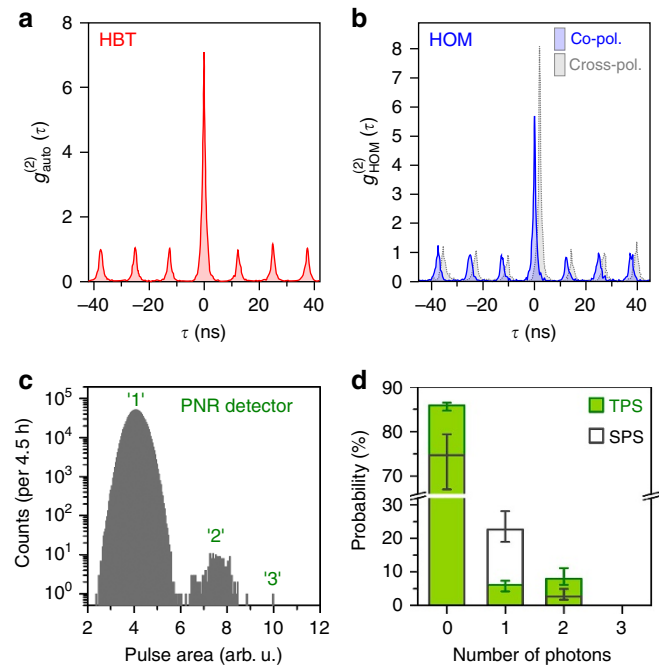 a
HBT
g(2)auto (τ)
8
6
4
2
0
−40 −20 0 20 40
τ (ns)
b
HOM
Co-pol.
Cross-pol.
g(2)HOM (τ)
8
7
6
5
4
3
2
1
0
−40 −20 0 20 40
τ (ns)
c
'1'
PNR detector
'2'
'3'
Counts (per 4.5 h)
10^5
10^4
10^3
10^2
10^1
10^0
2 4 6 8 10 12
Pulse area (arb. u.)
d
TPS
SPS
Probability (%)
90
80
70
30
20
10
0
0 1 2 3
Number of photons